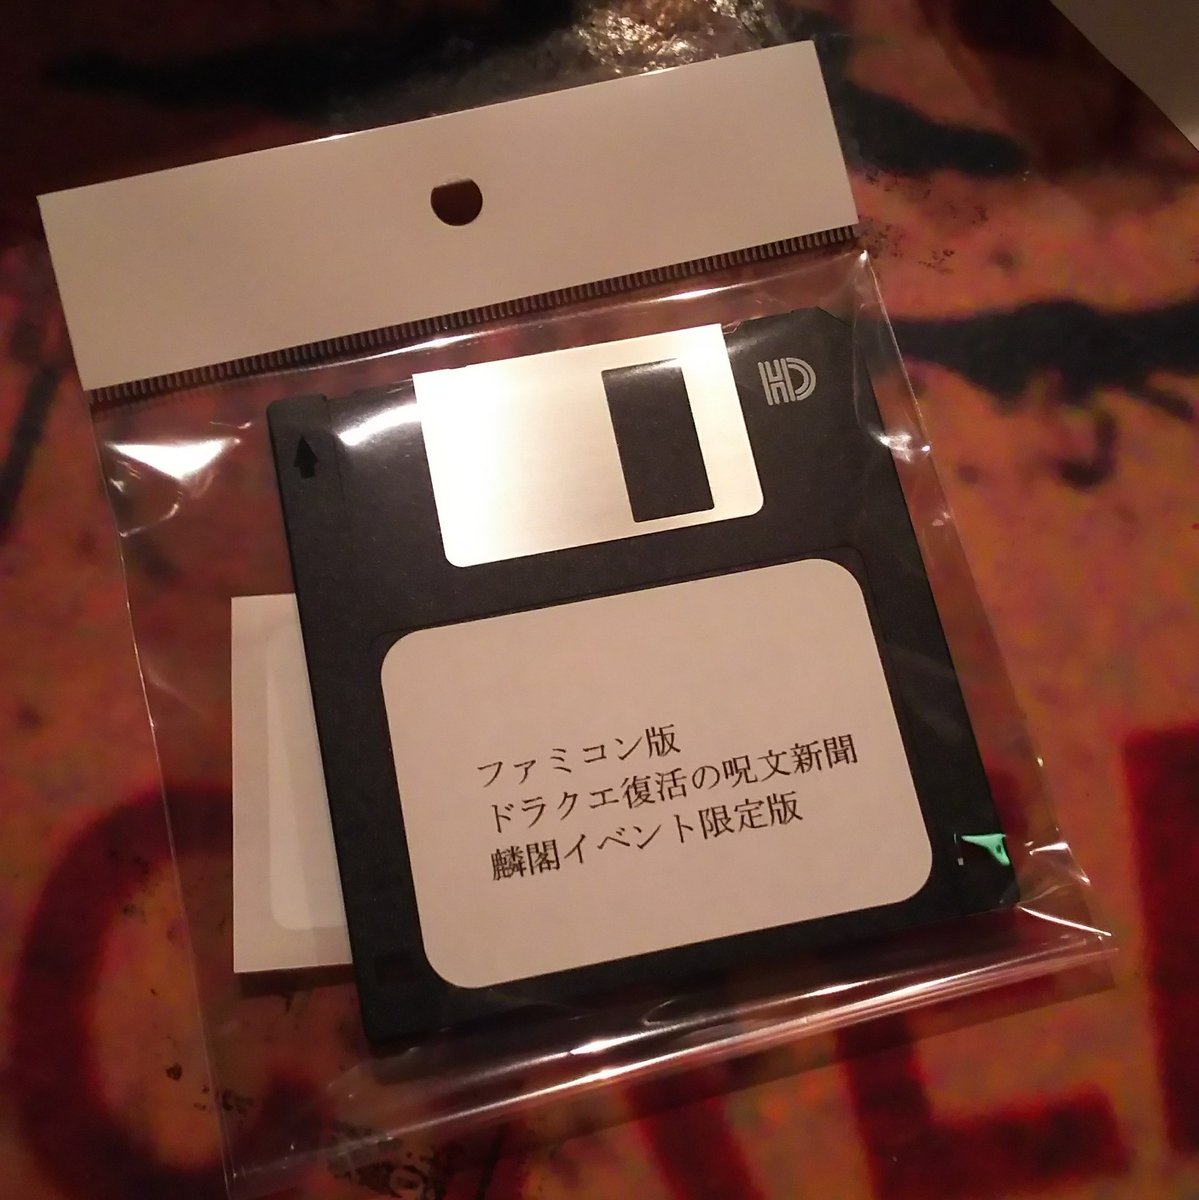 HD
ファミコン版
ドラクエ復活の呪文新聞
麟閣イベント限定版